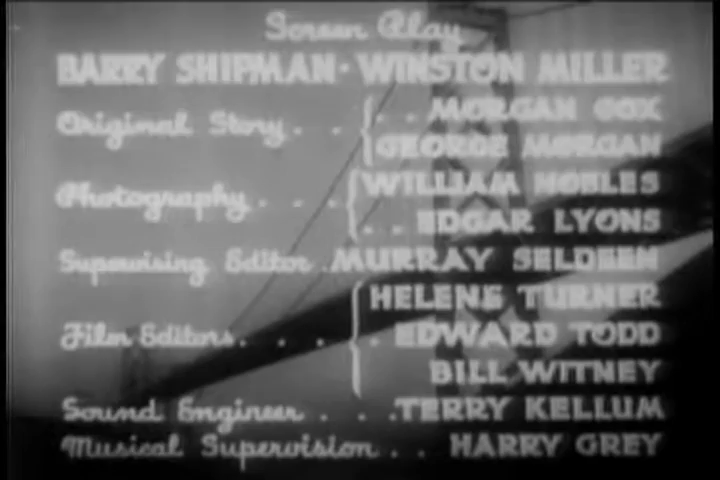 Screen Play
BARRY SHIPMAN · WINSTON MILLER
Original Story . . { . . MORGAN COX
GEORGE MORGAN
Photography . . . { WILLIAM NOBLES
. . EDGAR LYONS
Supervising Editor . MURRAY SELDEEN
HELENE TURNER
Film Editors . . . { . EDWARD TODD
BILL WITNEY
Sound Engineer . . . TERRY KELLUM
Musical Supervision . . HARRY GREY